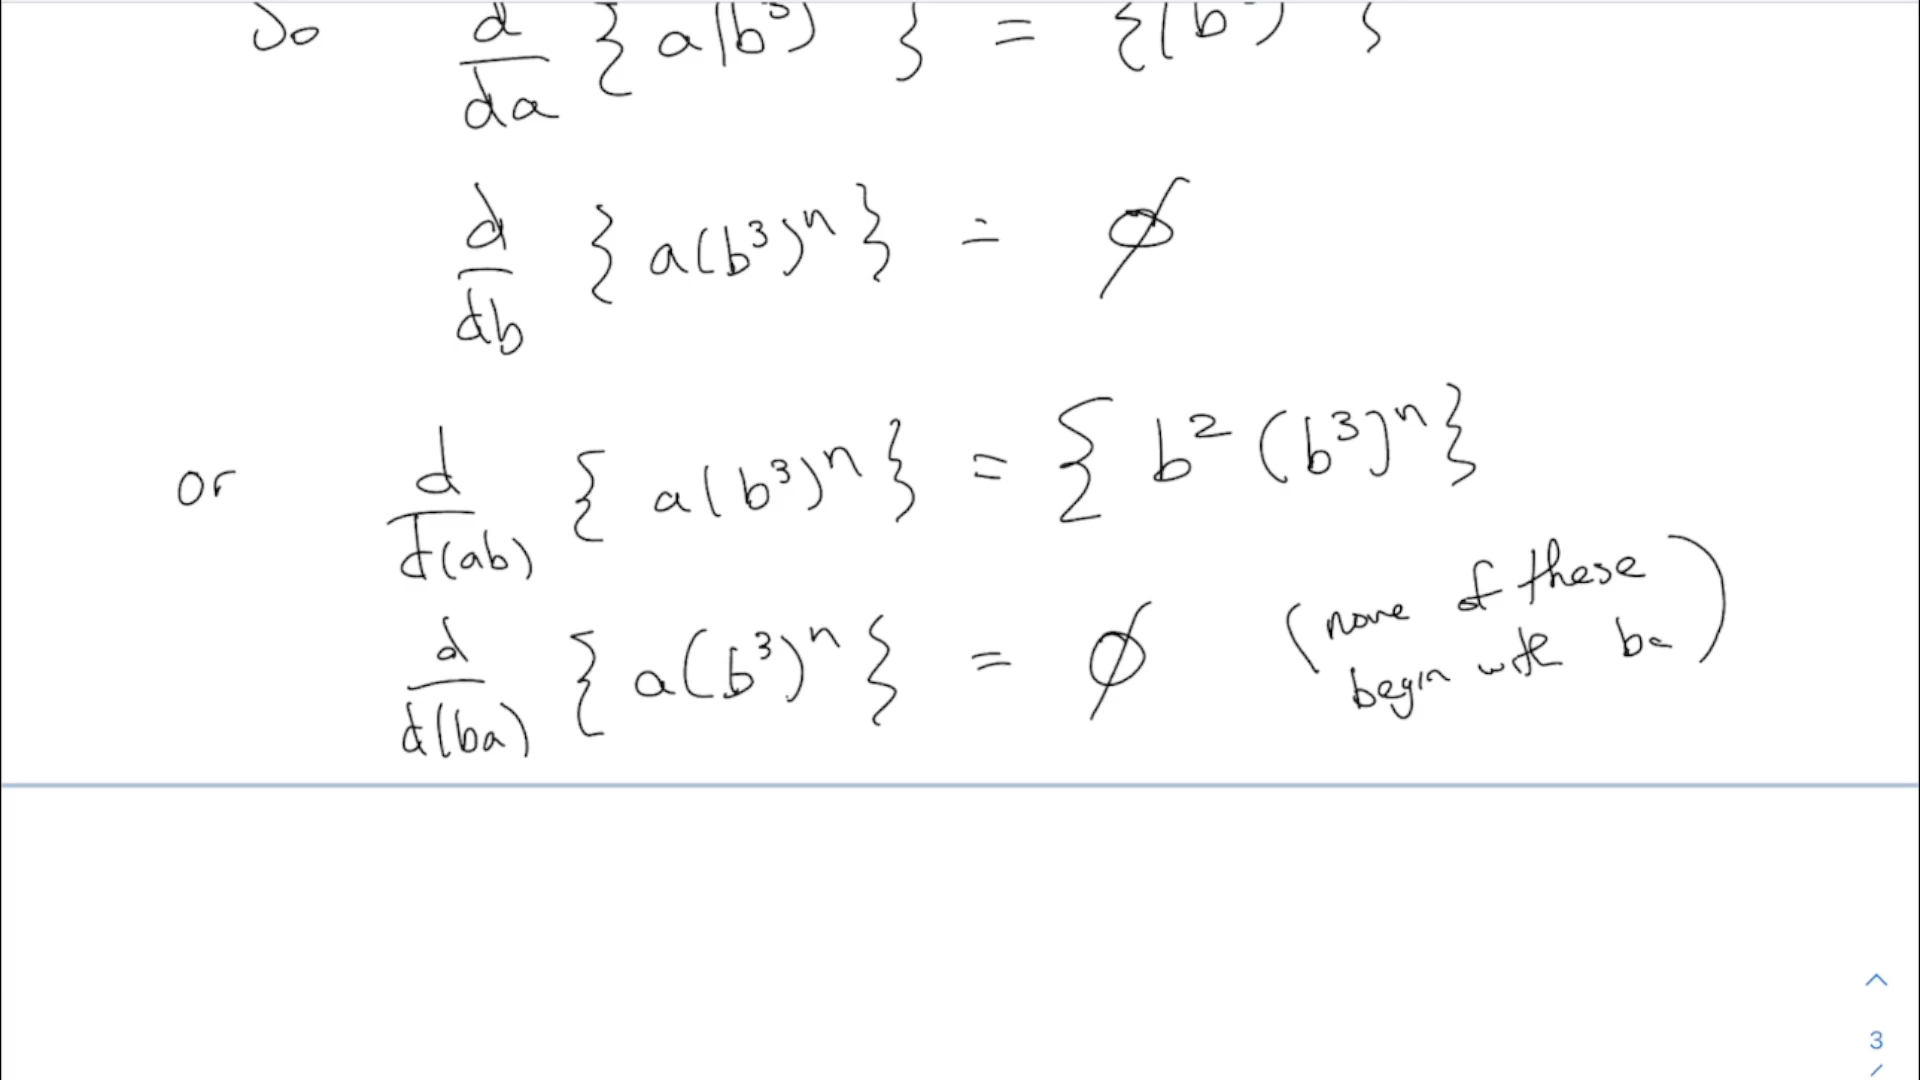 So d/da { a(b³) } = {(b ) }
d/db { a(b³)ⁿ } = ∅
or d/d(ab) { a(b³)ⁿ } = { b² (b³)ⁿ }
d/d(ba) { a(b³)ⁿ } = ∅ (none of these begin with ba)
3